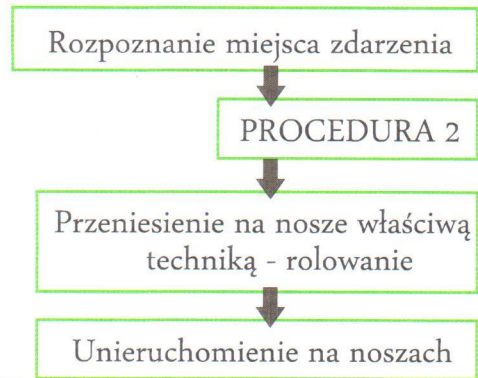 Rozpoznanie miejsca zdarzenia
PROCEDURA 2
Przeniesienie na nosze właściwą
techniką - rolowanie
Unieruchomienie na noszach